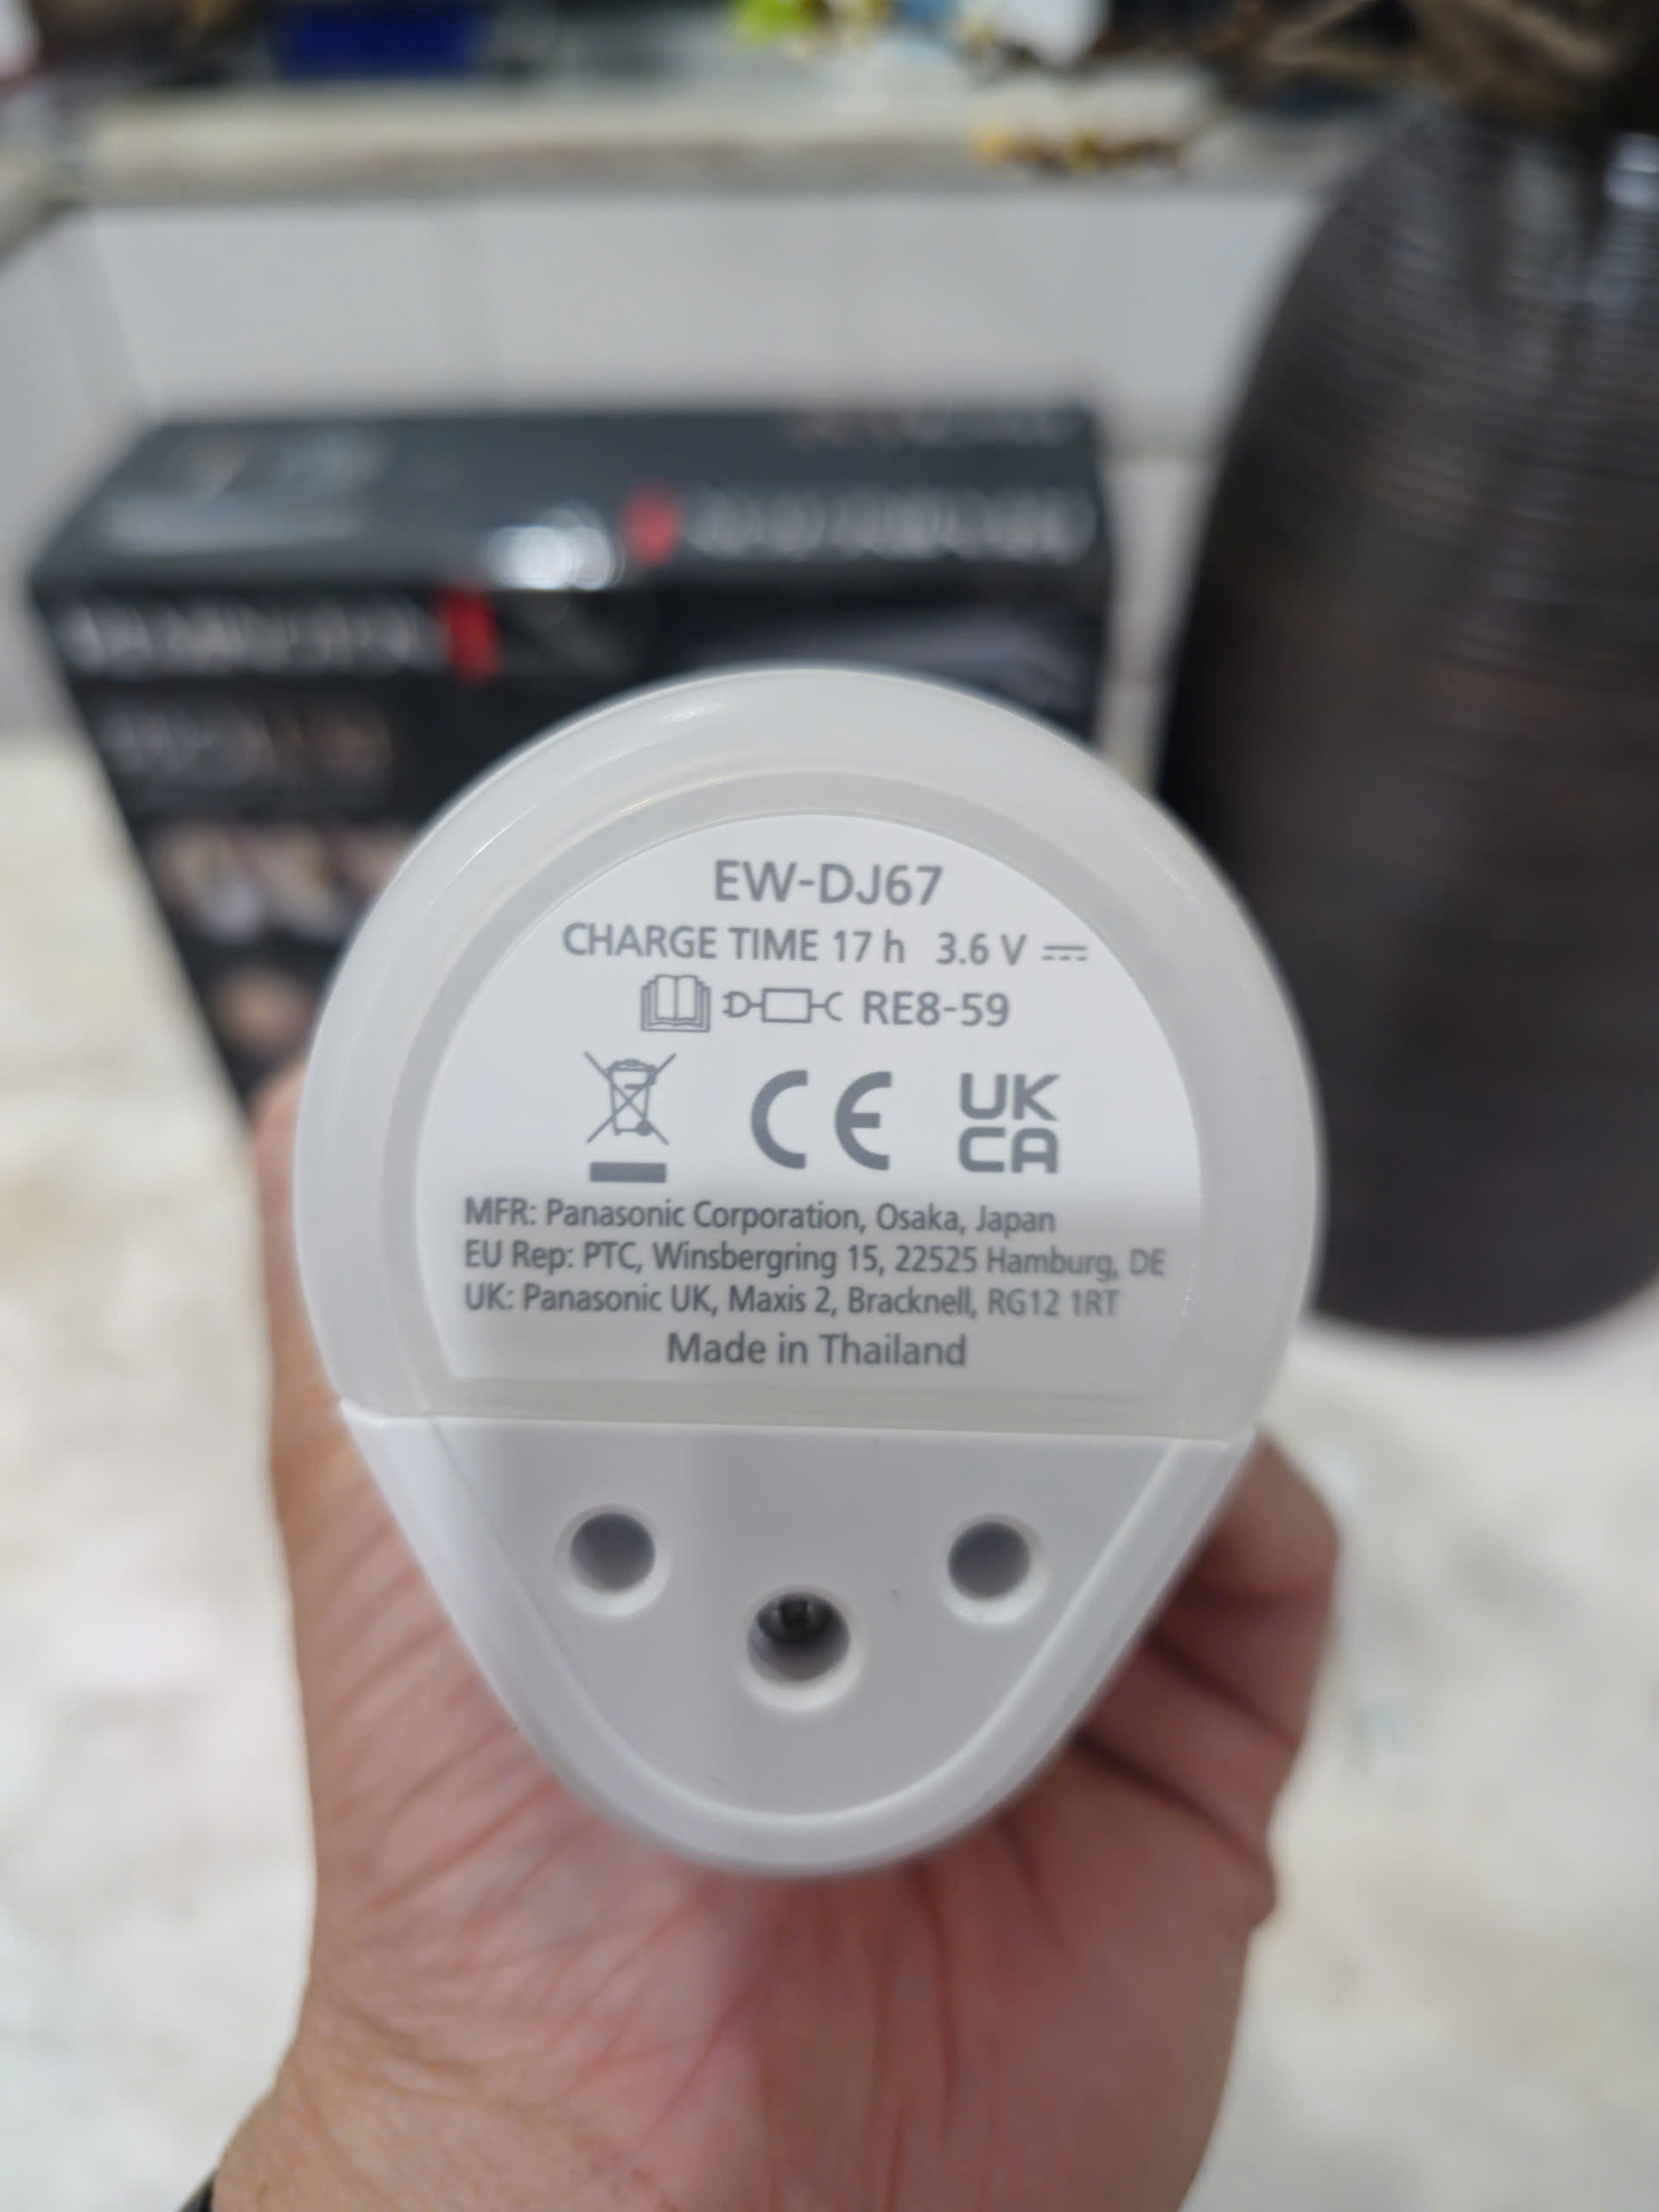 EW-DJ67
CHARGE TIME 17 h 3.6 V
RE8-59
CE
UK
CA
MFR: Panasonic Corporation, Osaka, Japan
EU Rep: PTC, Winsbergring 15, 22525 Hamburg, DE
UK: Panasonic UK, Maxis 2, Bracknell, RG12 1RT
Made in Thailand